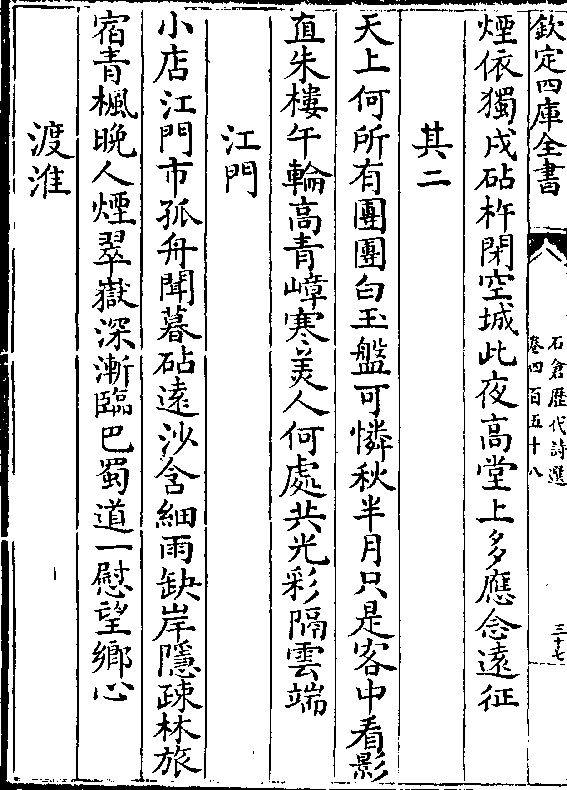 欽定四庫全書
石倉歷代詩選
卷四百五十八
三十七
煙依獨戍砧杵閉空城此夜高堂上多應念遠征
其二
天上何所有團團白玉盤可憐秋半月只是客中看影
直朱樓午輪高青嶂寒美人何處共光彩隔雲端
江門
小店江門市孤舟聞暮砧遠沙含細雨缺岸隱疎林旅
宿青楓晚人煙翠嶽深漸臨巴蜀道一慰望鄉心
渡淮